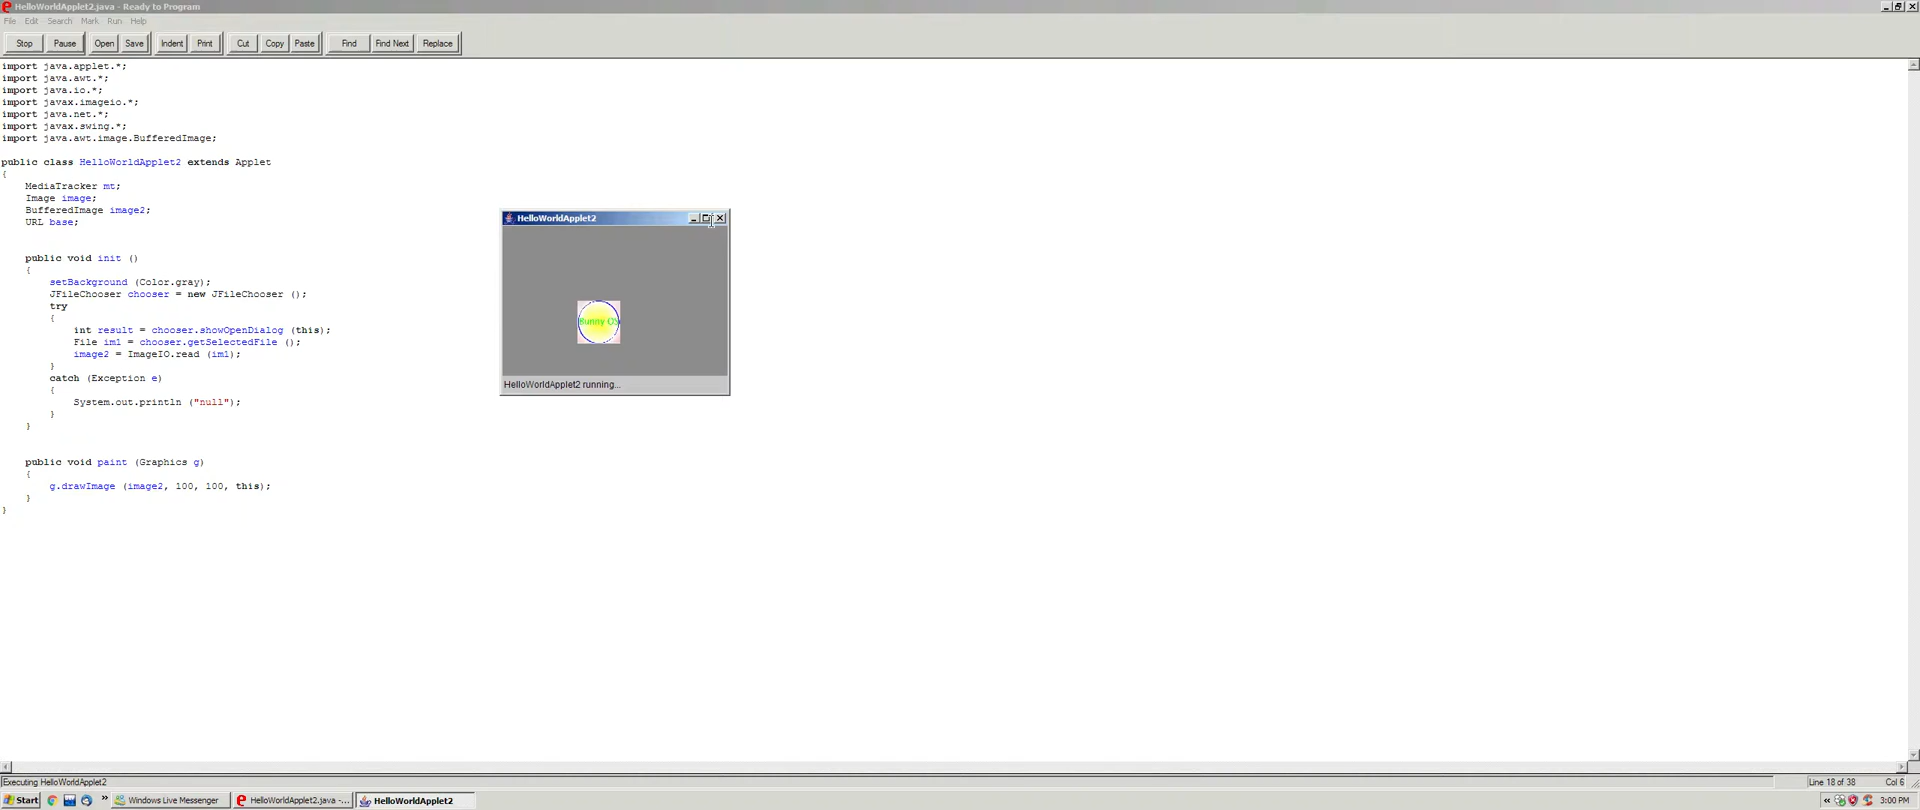 HelloWorldApplet2.java - Ready to Program
File Edit Search Mark Run Help
Stop Pause Open Save Indent Print Cut Copy Paste Find Find Next Replace
import java.applet.*;
import java.awt.*;
import java.io.*;
import javax.imageio.*;
import java.net.*;
import javax.swing.*;
import java.awt.image.BufferedImage;
public class HelloWorldApplet2 extends Applet
{
MediaTracker mt;
Image image;
BufferedImage image2;
URL base;
public void init ()
{
setBackground (Color.gray);
JFileChooser chooser = new JFileChooser ();
try
{
int result = chooser.showOpenDialog (this);
File im1 = chooser.getSelectedFile ();
image2 = ImageIO.read (im1);
}
catch (Exception e)
{
System.out.println ("null");
}
}
public void paint (Graphics g)
{
g.drawImage (image2, 100, 100, this);
}
}
HelloWorldApplet2
Bunny OS
HelloWorldApplet2 running...
Executing HelloWorldApplet2
Line 18 of 38 Col 6
Start » Windows Live Messenger HelloWorldApplet2.java -... HelloWorldApplet2 « 3:00 PM